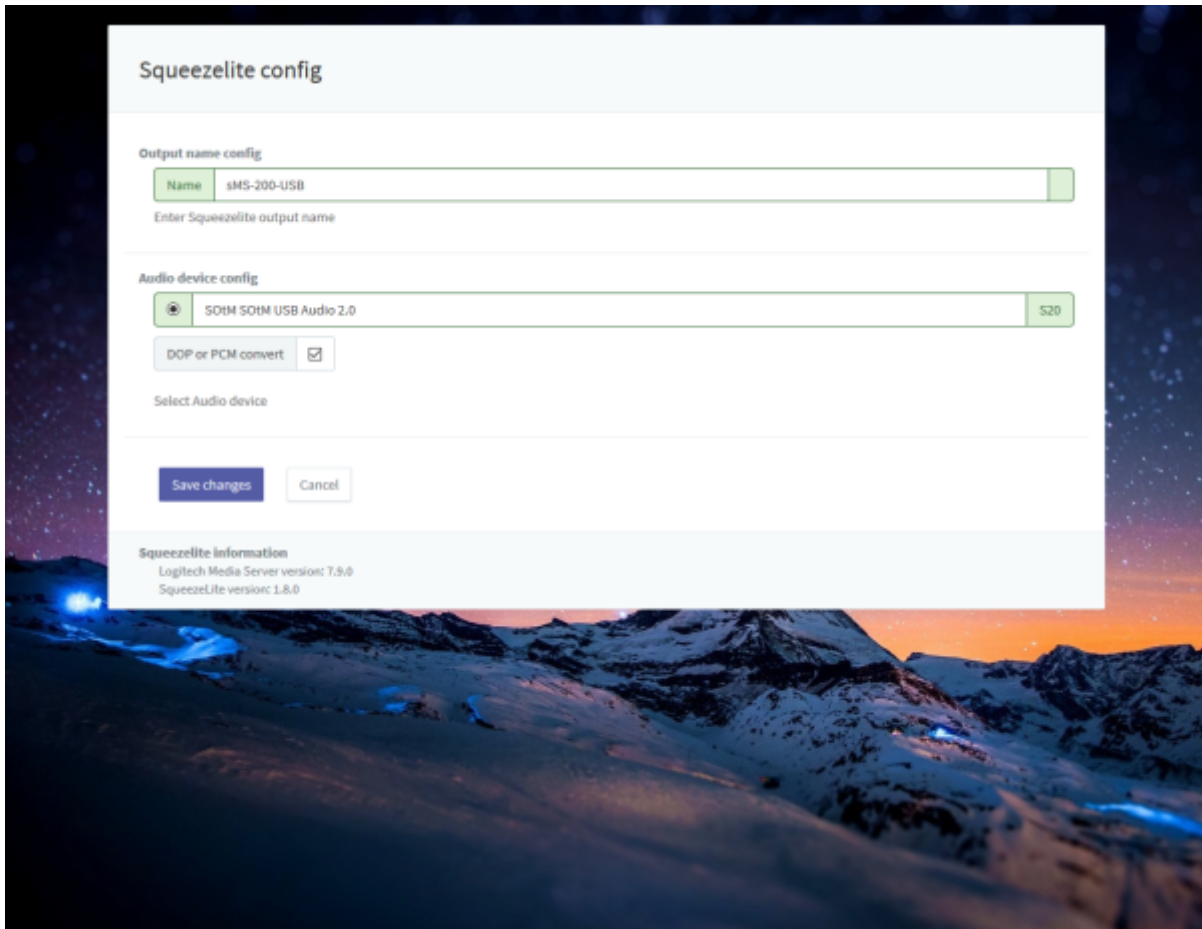 Squeezelite config
Output name config
Name sMS-200-USB
Enter Squeezelite output name
Audio device config
SOtM SOtM USB Audio 2.0 S20
DOP or PCM convert
Select Audio device
Save changes Cancel
Squeezelite information
Logitech Media Server version: 7.9.0
SqueezeLite version: 1.8.0